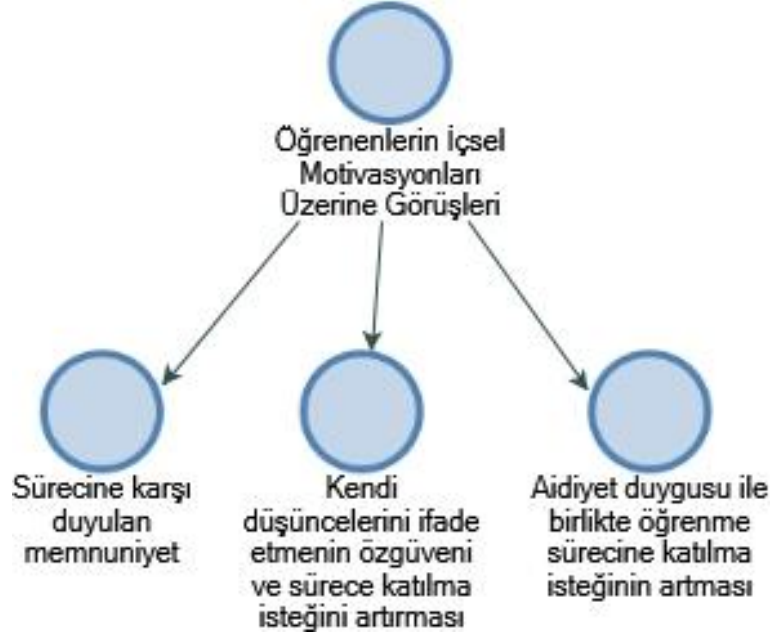 Öğrenenlerin İçsel
Motivasyonları
Üzerine Görüşleri
Sürecine karşı
duyulan
memnuniyet
Kendi
düşüncelerini ifade
etmenin özgüveni
ve sürece katılma
isteğini artırması
Aidiyet duygusu ile
birlikte öğrenme
sürecine katılma
isteğinin artması